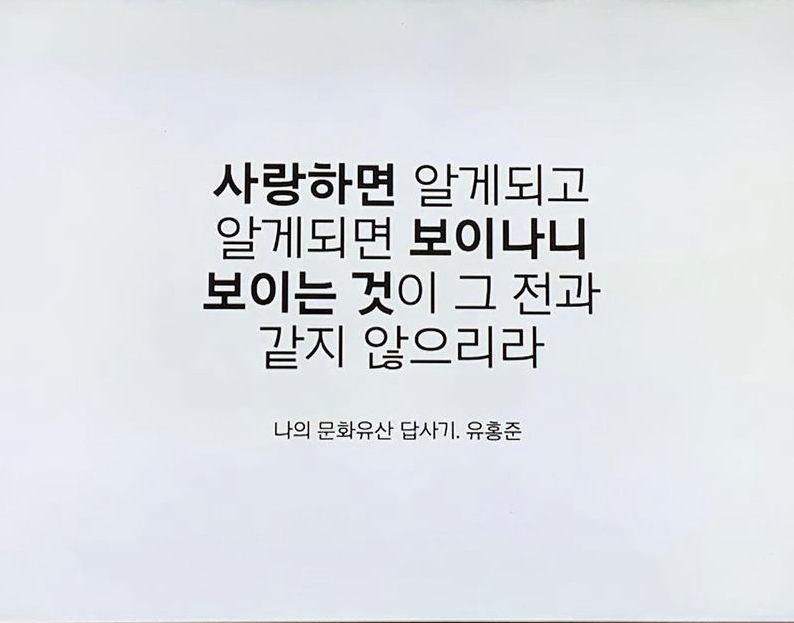 사랑하면 알게되고
알게되면 보이나니
보이는 것이 그 전과
같지 않으리라
나의 문화유산 답사기. 유홍준